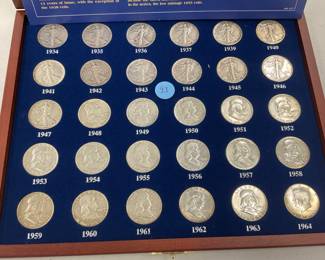 13 years of issue, with the exception of
the 1938 coin.
in the series, the low mintage 1955 coin.
1934 1935 1936 1937 1939 1940
1941 1942 1943 1944 1945 1946
1947 1948 1949 1950 1951 1952
1953 1954 1955 1956 1957 1958
1959 1960 1961 1962 1963 1964